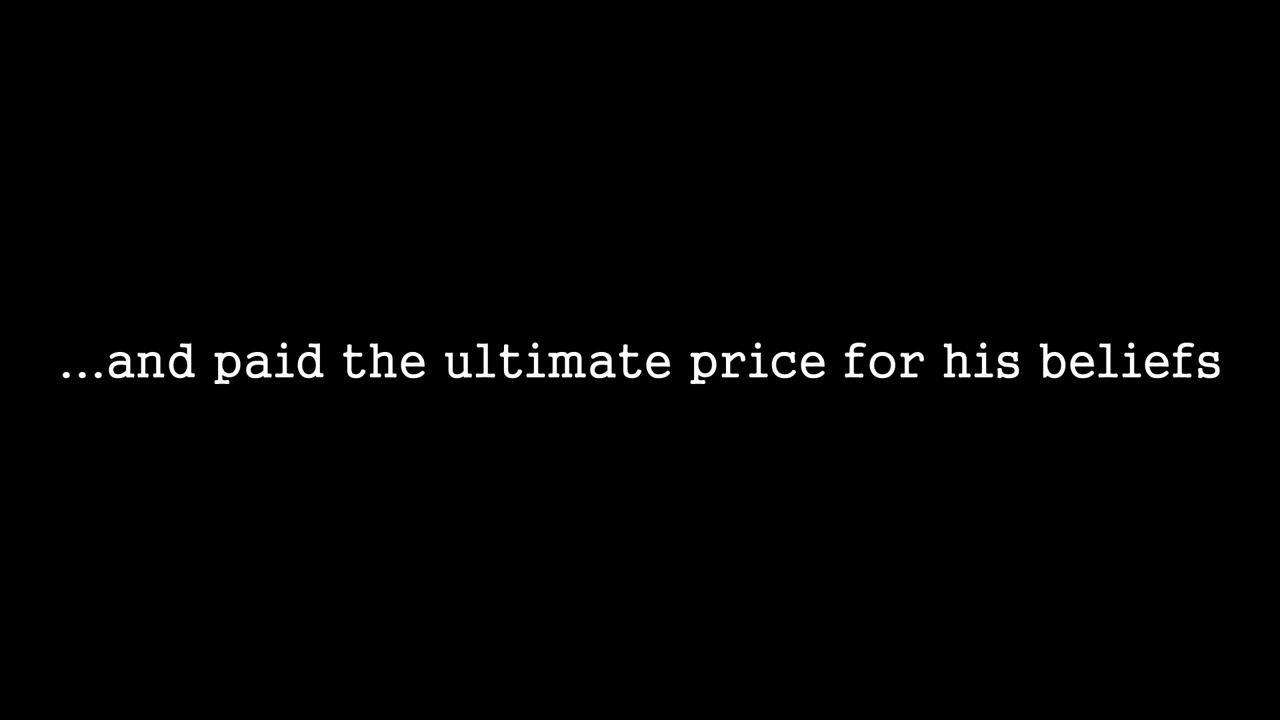 ...and paid the ultimate price for his beliefs